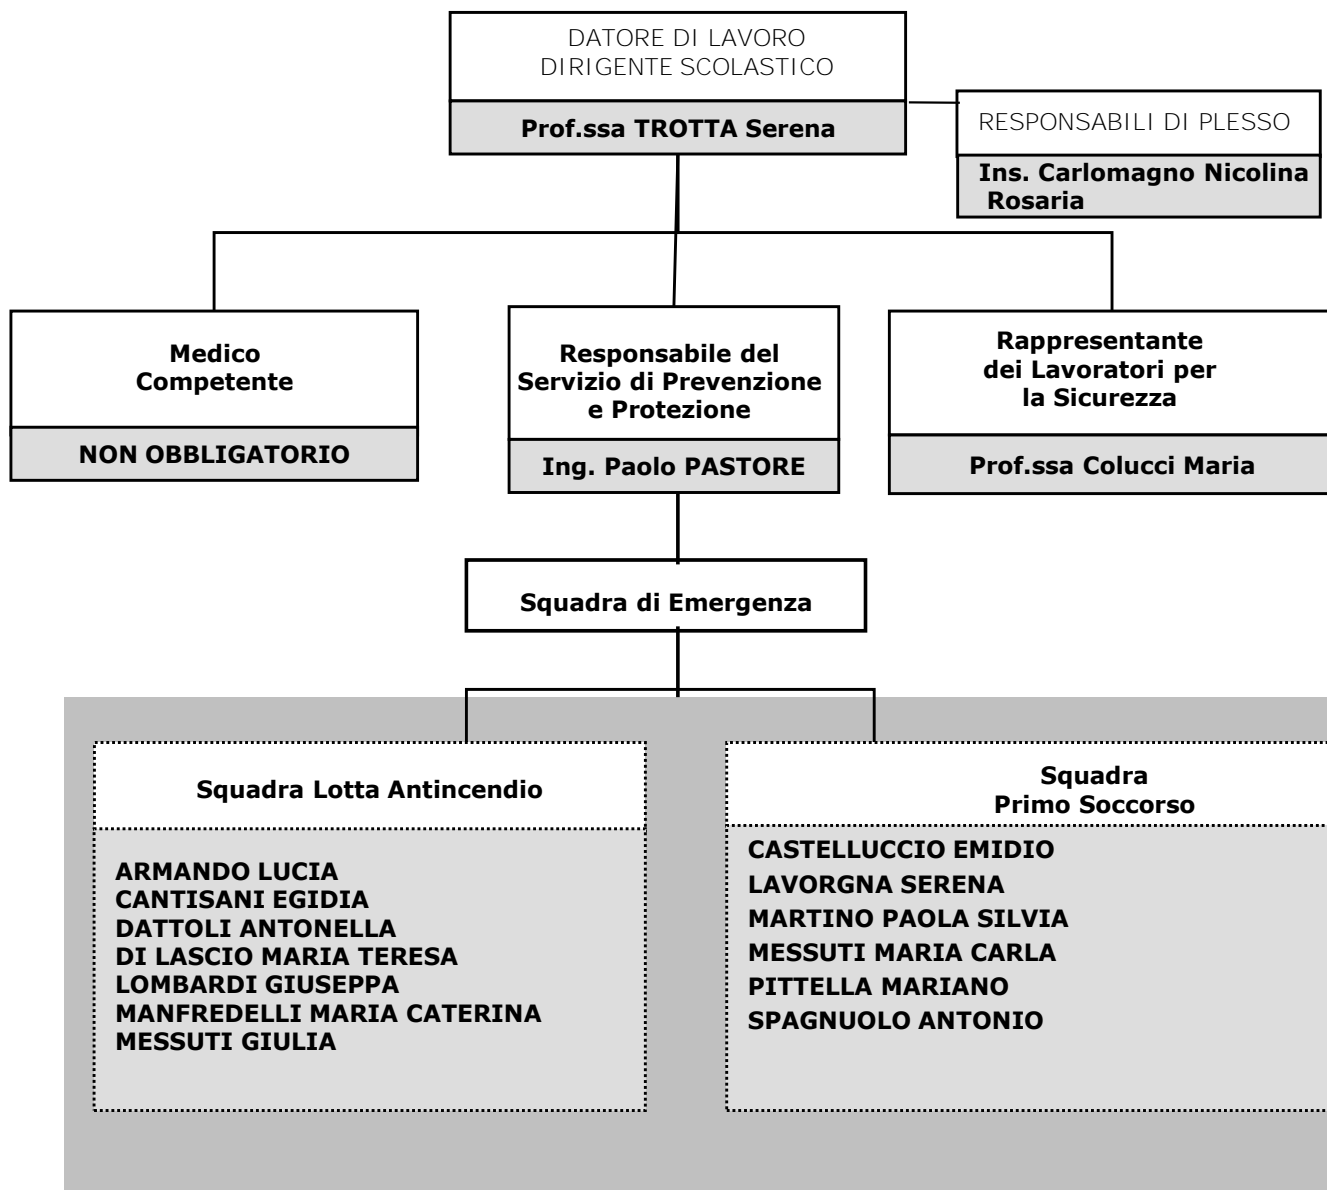 DATORE DI LAVORO
DIRIGENTE SCOLASTICO
Prof.ssa TROTTA Serena
RESPONSABILI DI PLESSO
Ins. Carlomagno Nicolina
Rosaria
Medico
Competente
NON OBBLIGATORIO
Responsabile del
Servizio di Prevenzione
e Protezione
Ing. Paolo PASTORE
Rappresentante
dei Lavoratori per
la Sicurezza
Prof.ssa Colucci Maria
Squadra di Emergenza
Squadra Lotta Antincendio
ARMANDO LUCIA
CANTISANI EGIDIA
DATTOLI ANTONELLA
DI LASCIO MARIA TERESA
LOMBARDI GIUSEPPA
MANFREDELLI MARIA CATERINA
MESSUTI GIULIA
Squadra
Primo Soccorso
CASTELLUCCIO EMIDIO
LAVORGNA SERENA
MARTINO PAOLA SILVIA
MESSUTI MARIA CARLA
PITTELLA MARIANO
SPAGNUOLO ANTONIO